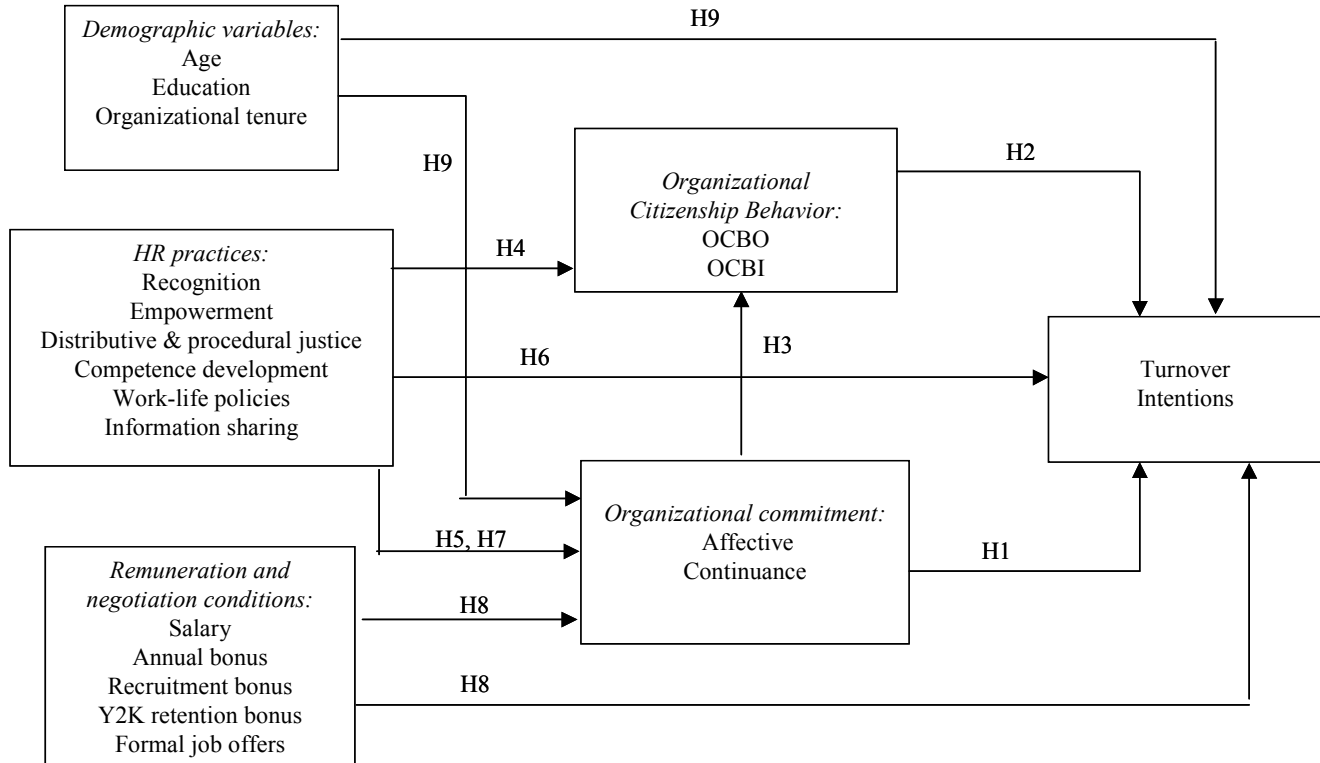 H9
Demographic variables:
Age
Education
Organizational tenure
H9
H2
Organizational
Citizenship Behavior:
OCBO
OCBI
HR practices:
Recognition
Empowerment
Distributive & procedural justice
Competence development
Work-life policies
Information sharing
H4
H3
H6
Turnover
Intentions
Organizational commitment:
Affective
Continuance
H5, H7
H1
Remuneration and
negotiation conditions:
Salary
Annual bonus
Recruitment bonus
Y2K retention bonus
Formal job offers
H8
H8